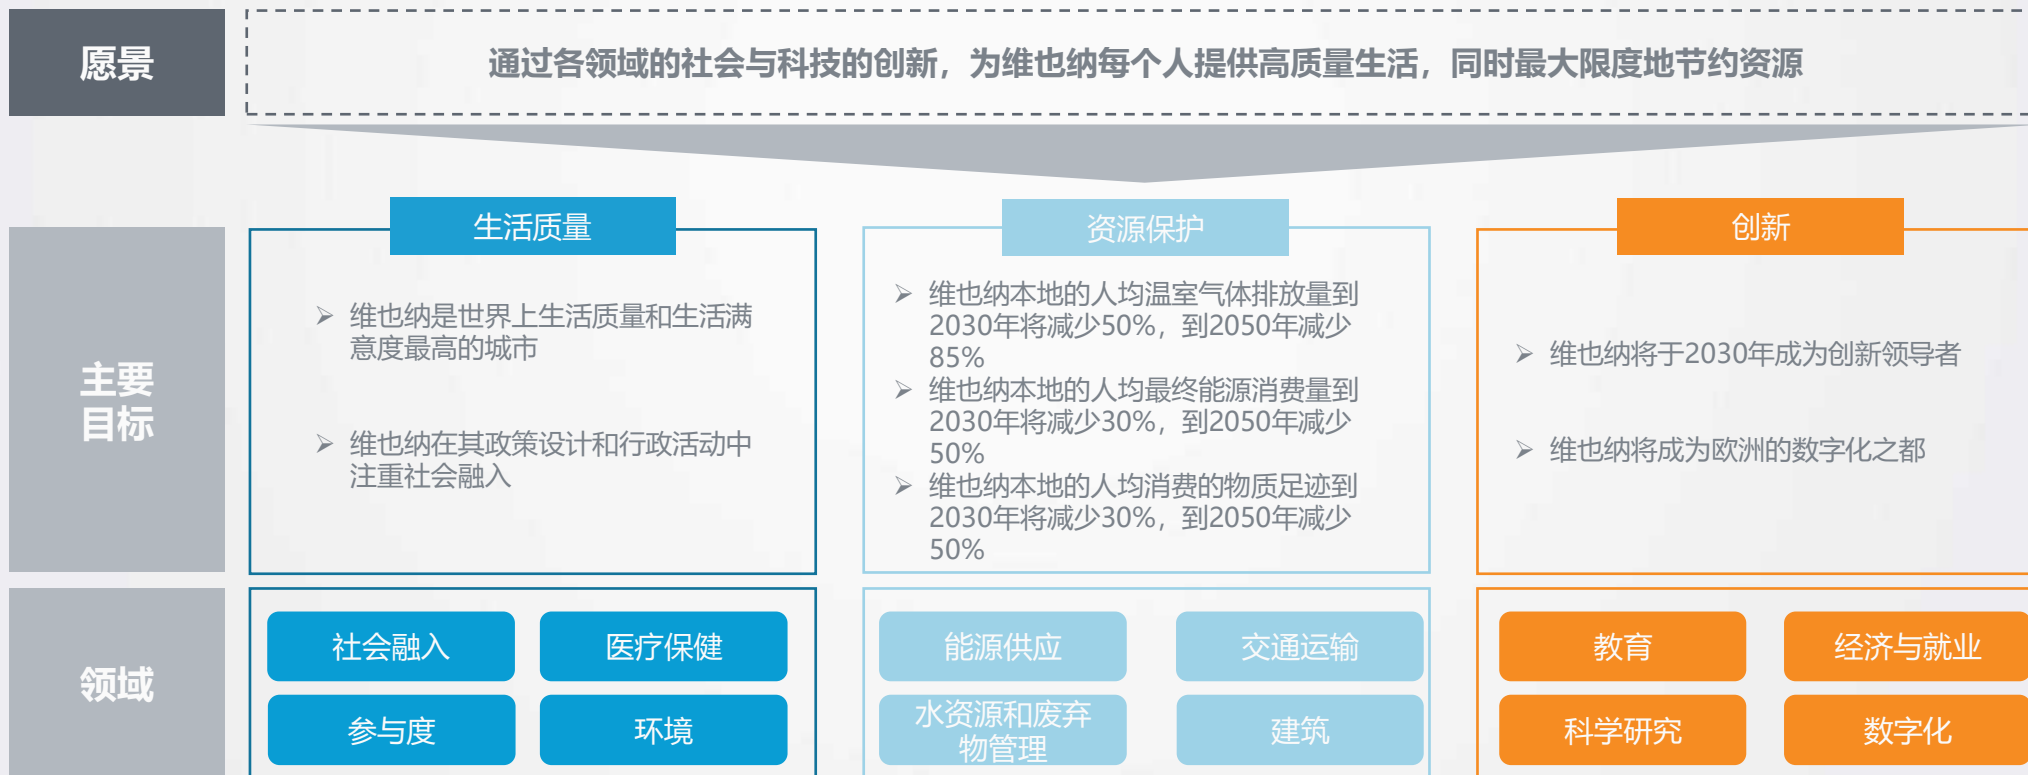 愿景
通过各领域的社会与科技的创新，为维也纳每个人提供高质量生活，同时最大限度地节约资源
主要
目标
生活质量
维也纳是世界上生活质量和生活满
意度最高的城市
维也纳在其政策设计和行政活动中
注重社会融入
资源保护
维也纳本地的人均温室气体排放量到
2030年将减少50%，到2050年减少
85%
维也纳本地的人均最终能源消费量到
2030年将减少30%，到2050年减少
50%
维也纳本地的人均消费的物质足迹到
2030年将减少30%，到2050年减少
50%
创新
维也纳将于2030年成为创新领导者
维也纳将成为欧洲的数字化之都
领域
社会融入
医疗保健
参与度
环境
能源供应
交通运输
水资源和废弃
物管理
建筑
教育
经济与就业
科学研究
数字化